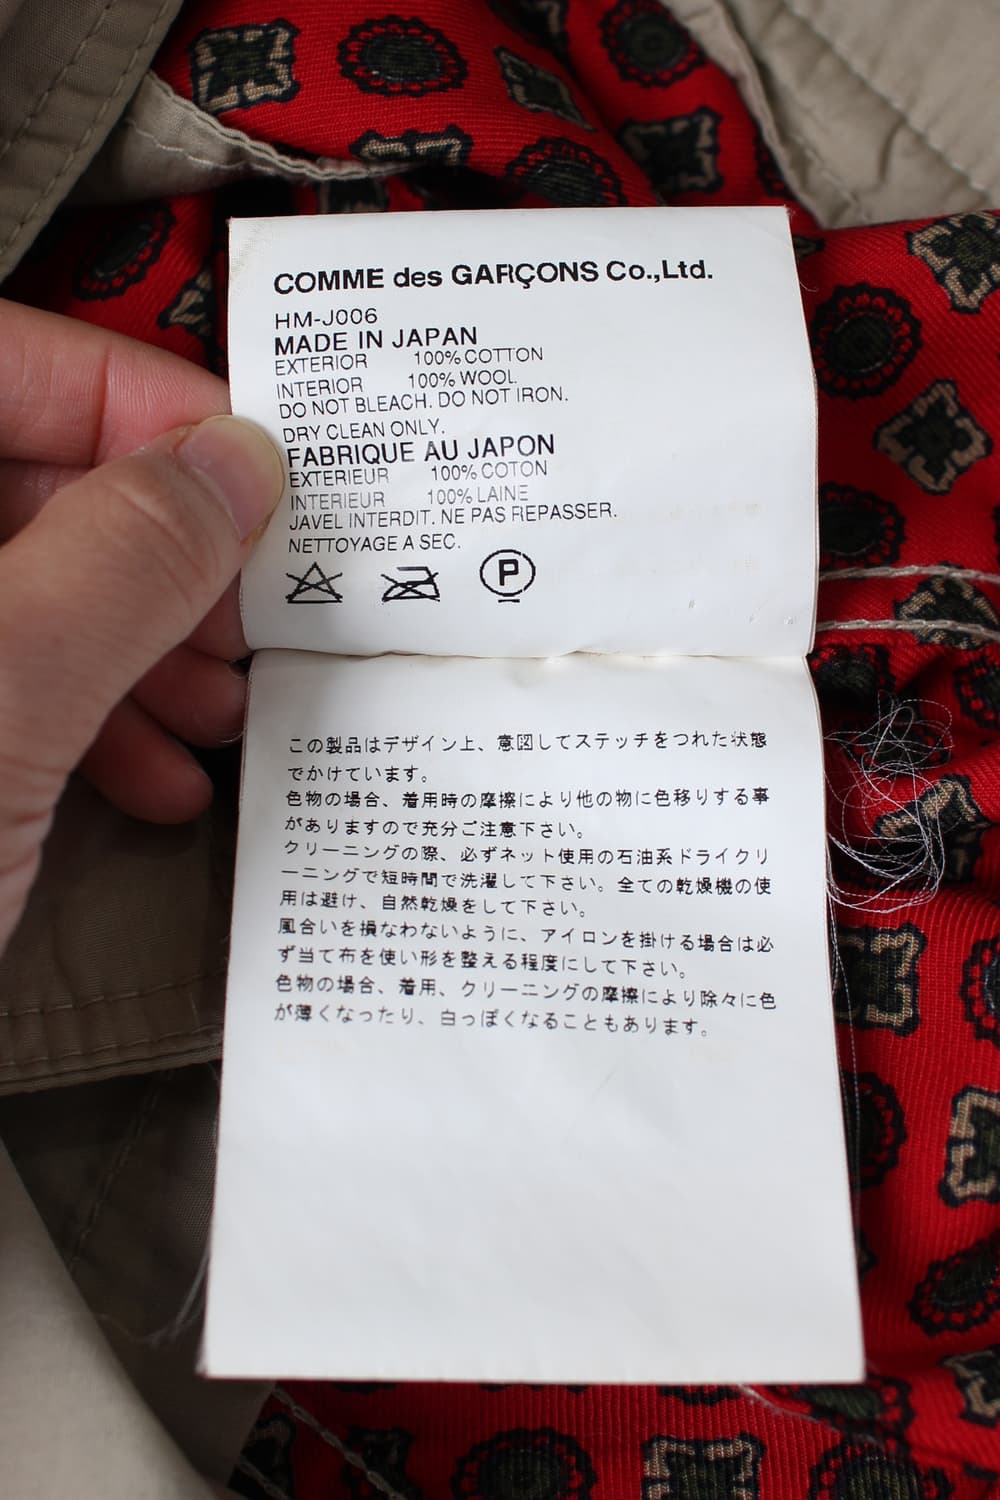 COMME des GARÇONS Co.,Ltd.
HM-J006
MADE IN JAPAN
EXTERIOR 100% COTTON
INTERIOR 100% WOOL
DO NOT BLEACH. DO NOT IRON.
DRY CLEAN ONLY.
FABRIQUE AU JAPON
EXTERIEUR 100% COTON
INTERIEUR 100% LAINE
JAVEL INTERDIT. NE PAS REPASSER.
NETTOYAGE A SEC.
P
この製品はデザイン上、意図してステッチをつれた状態
でかけています。
色物の場合、着用時の摩擦により他の物に色移りする事
がありますので充分ご注意下さい。
クリーニングの際、必ずネット使用の石油系ドライクリ
ーニングで短時間で洗濯して下さい。全ての乾燥機の使
用は避け、自然乾燥をして下さい。
風合いを損なわないように、アイロンを掛ける場合は必
ず当て布を使い形を整える程度にして下さい。
色物の場合、着用、クリーニングの摩擦により除々に色
が薄くなったり、白っぽくなることもあります。